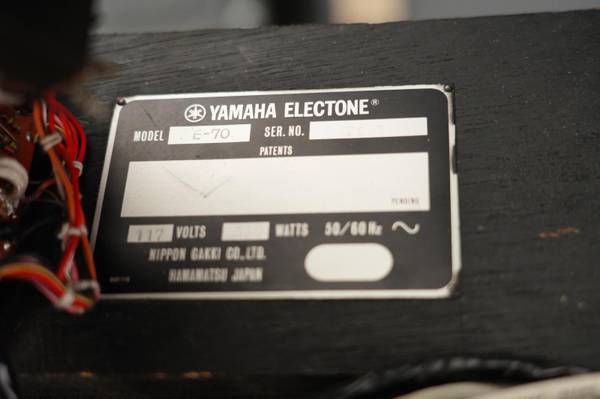 YAMAHA ELECTONE®
MODEL E-70 SER. NO.
PATENTS
PENDING
117 VOLTS WATTS 50/60Hz ~
NIPPON GAKKI CO., LTD.
HAMAMATSU JAPAN